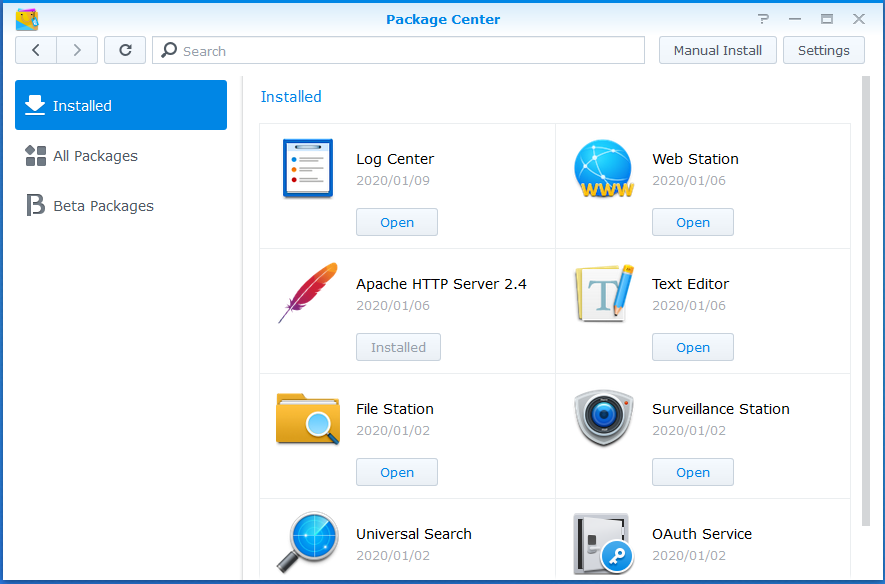 Package Center
Search
Manual Install
Settings
Installed
All Packages
Beta Packages
Installed
Log Center
2020/01/09
Open
Web Station
2020/01/06
Open
WWW
Apache HTTP Server 2.4
2020/01/06
Installed
Text Editor
2020/01/06
Open
T
File Station
2020/01/02
Open
Surveillance Station
2020/01/02
Open
Universal Search
2020/01/02
OAuth Service
2020/01/02